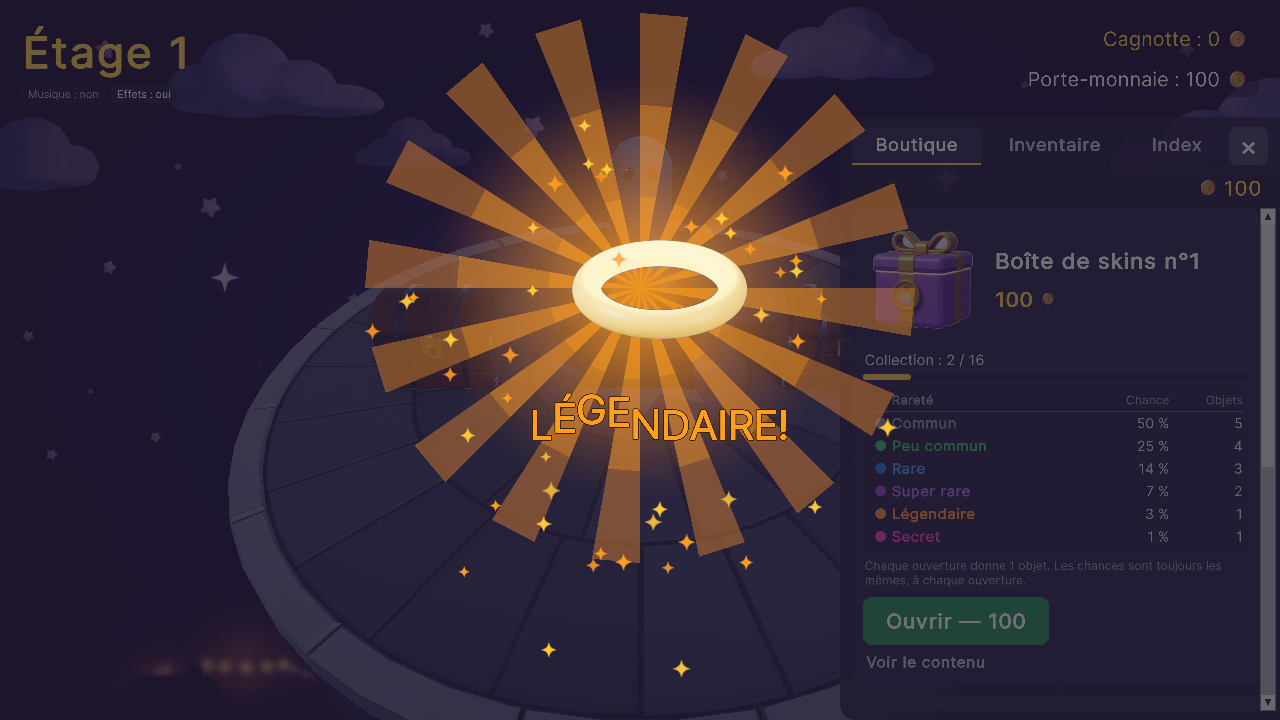 Étage 1
Musique : non
Effets : oui
Cagnotte : 0
Porte-monnaie : 100
Boutique
Inventaire
Index
×
100
Boîte de skins n°1
100
Collection : 2 / 16
Rareté Chance Objets
Commun 50 % 5
Peu commun 25 % 4
Rare 14 % 3
Super rare 7 % 2
Légendaire 3 % 1
Secret 1 % 1
Chaque ouverture donne 1 objet. Les chances sont toujours les
mêmes, à chaque ouverture.
Ouvrir — 100
Voir le contenu
LÉGENDAIRE!